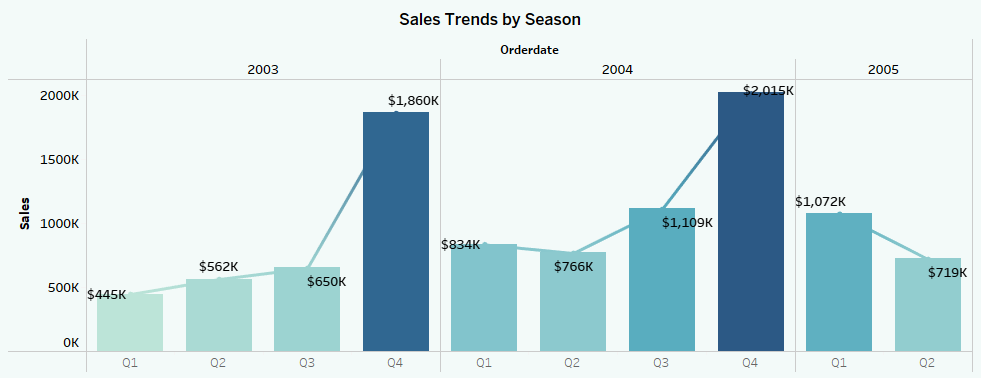 Sales Trends by Season
Orderdate
2003 2004 2005
2000K
1500K
1000K
500K
0K
Sales
$445K $562K $650K $1,860K $834K $766K $1,109K $2,015K $1,072K $719K
Q1 Q2 Q3 Q4 Q1 Q2 Q3 Q4 Q1 Q2